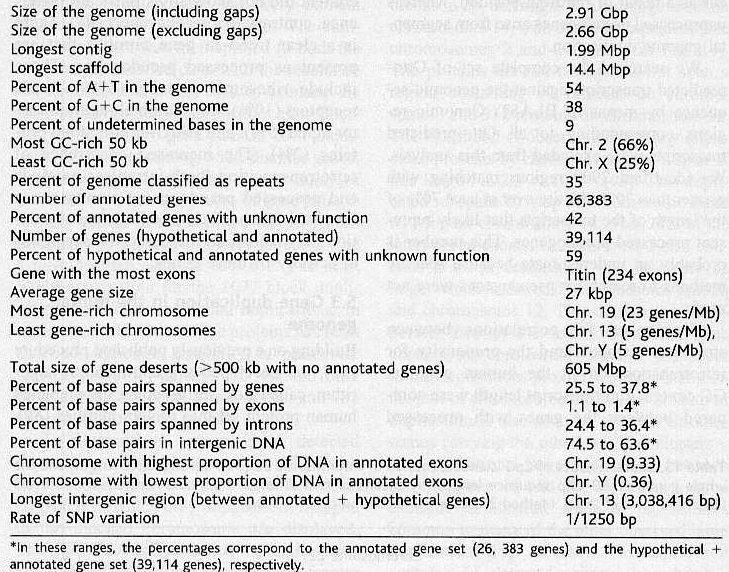 Size of the genome (including gaps) 2.91 Gbp
Size of the genome (excluding gaps) 2.66 Gbp
Longest contig 1.99 Mbp
Longest scaffold 14.4 Mbp
Percent of A+T in the genome 54
Percent of G+C in the genome 38
Percent of undetermined bases in the genome 9
Most GC-rich 50 kb Chr. 2 (66%)
Least GC-rich 50 kb Chr. X (25%)
Percent of genome classified as repeats 35
Number of annotated genes 26,383
Percent of annotated genes with unknown function 42
Number of genes (hypothetical and annotated) 39,114
Percent of hypothetical and annotated genes with unknown function 59
Gene with the most exons Titin (234 exons)
Average gene size 27 kbp
Most gene-rich chromosome Chr. 19 (23 genes/Mb)
Least gene-rich chromosomes Chr. 13 (5 genes/Mb),
Chr. Y (5 genes/Mb)
Total size of gene deserts (>500 kb with no annotated genes) 605 Mbp
Percent of base pairs spanned by genes 25.5 to 37.8*
Percent of base pairs spanned by exons 1.1 to 1.4*
Percent of base pairs spanned by introns 24.4 to 36.4*
Percent of base pairs in intergenic DNA 74.5 to 63.6*
Chromosome with highest proportion of DNA in annotated exons Chr. 19 (9.33)
Chromosome with lowest proportion of DNA in annotated exons Chr. Y (0.36)
Longest intergenic region (between annotated + hypothetical genes) Chr. 13 (3,038,416 bp)
Rate of SNP variation 1/1250 bp
*In these ranges, the percentages correspond to the annotated gene set (26, 383 genes) and the hypothetical +
annotated gene set (39,114 genes), respectively.